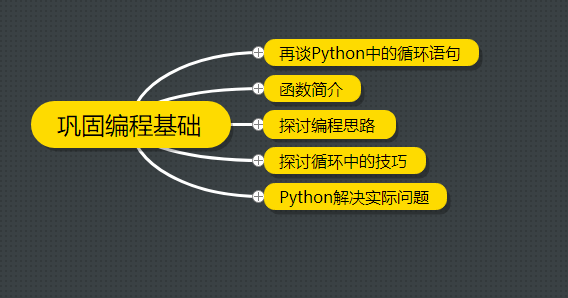 再谈Python中的循环语句
函数简介
巩固编程基础
探讨编程思路
探讨循环中的技巧
Python解决实际问题